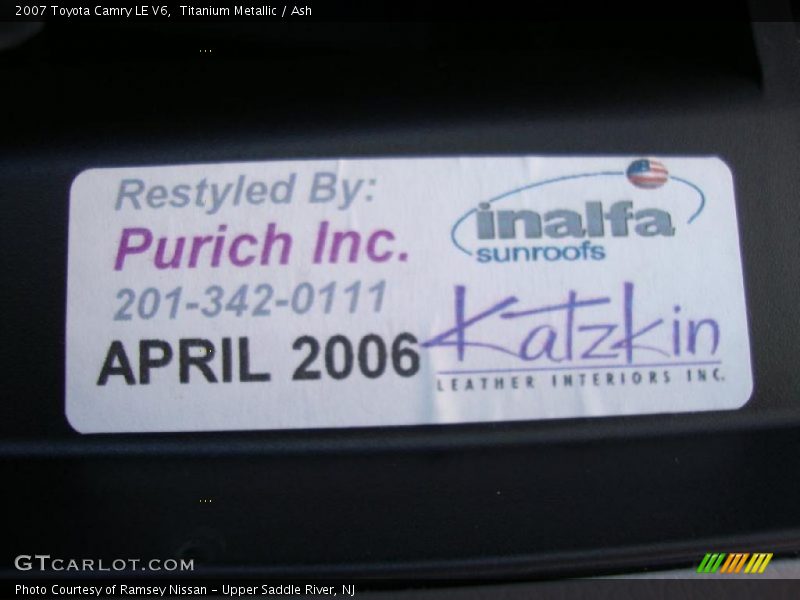 2007 Toyota Camry LE V6,  Titanium Metallic / Ash
Restyled By:
Purich Inc.
201-342-0111
APRIL 2006
inalfa
sunroofs
Katzkin
LEATHER INTERIORS INC.
GTCARLOT.COM
Photo Courtesy of Ramsey Nissan - Upper Saddle River, NJ